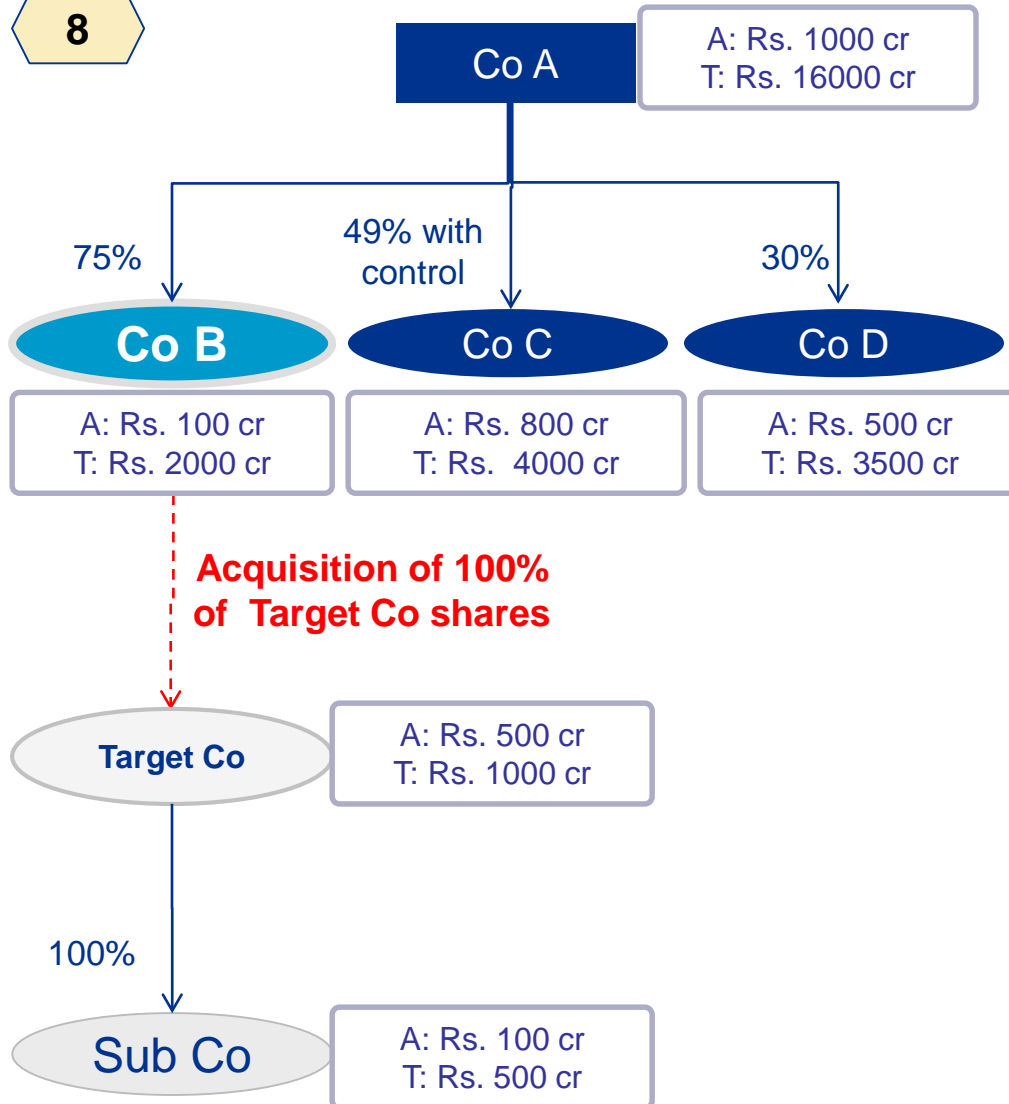 8
Co A
A: Rs. 1000 cr
T: Rs. 16000 cr
75%
49% with
control
30%
Co B
Co C
Co D
A: Rs. 100 cr
T: Rs. 2000 cr
A: Rs. 800 cr
T: Rs. 4000 cr
A: Rs. 500 cr
T: Rs. 3500 cr
Acquisition of 100%
of Target Co shares
Target Co
A: Rs. 500 cr
T: Rs. 1000 cr
100%
Sub Co
A: Rs. 100 cr
T: Rs. 500 cr